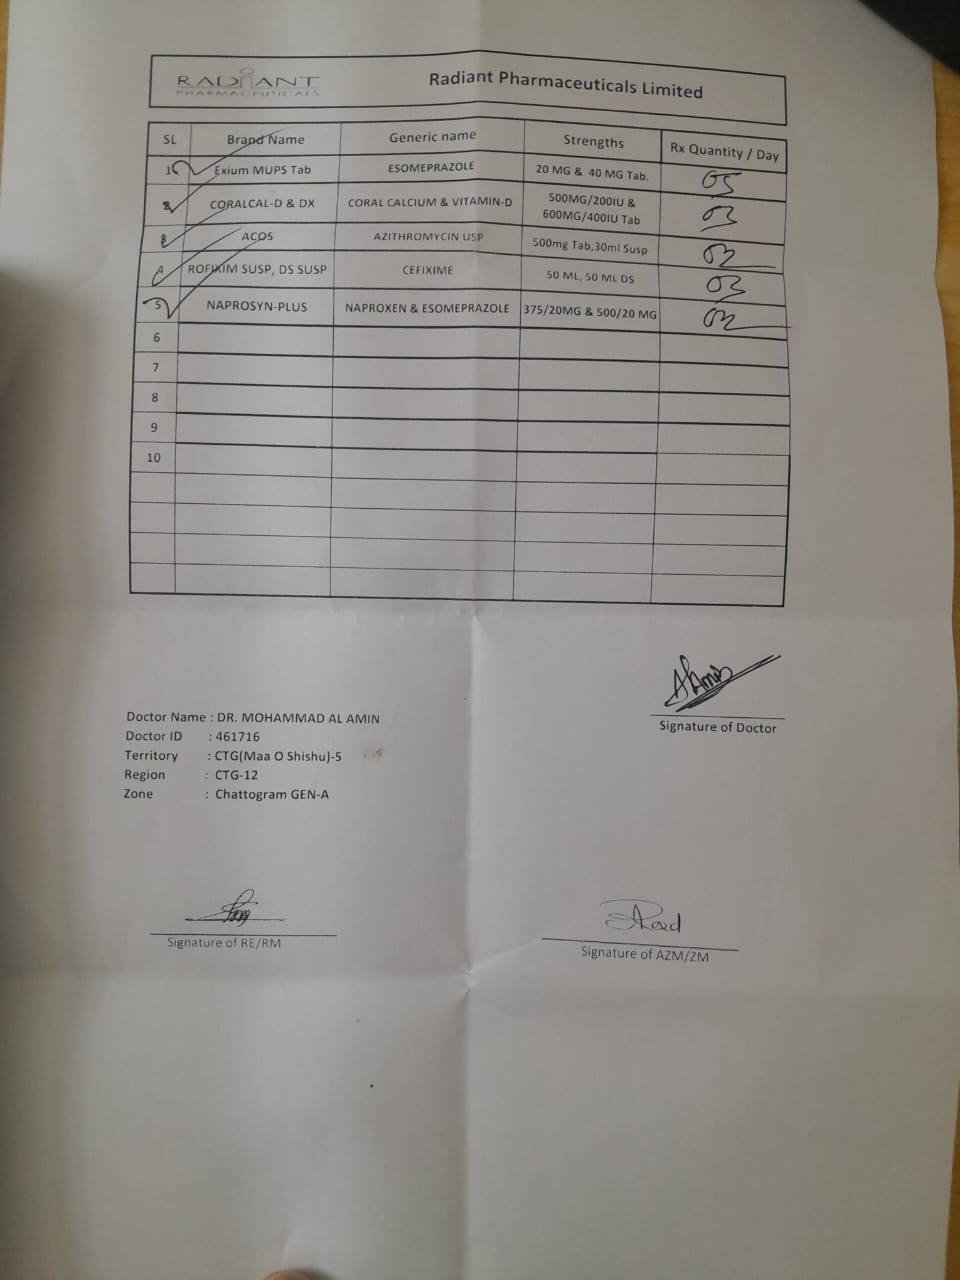 RADIANT
PHARMACEUTICALS
Radiant Pharmaceuticals Limited
SL Brand Name Generic name Strengths Rx Quantity / Day
1 Exium MUPS Tab ESOMEPRAZOLE 20 MG & 40 MG Tab. 05
2 CORALCAL-D & DX CORAL CALCIUM & VITAMIN-D 500MG/200IU & 600MG/400IU Tab 03
3 ACOS AZITHROMYCIN USP 500mg Tab,30ml Susp 02
4 ROFIXIM SUSP, DS SUSP CEFIXIME 50 ML, 50 ML DS 03
5 NAPROSYN-PLUS NAPROXEN & ESOMEPRAZOLE 375/20MG & 500/20 MG 02
6
7
8
9
10
Signature of Doctor
Doctor Name : DR. MOHAMMAD AL AMIN
Doctor ID : 461716
Territory : CTG(Maa O Shishu)-5
Region : CTG-12
Zone : Chattogram GEN-A
Signature of RE/RM
Signature of AZM/ZM